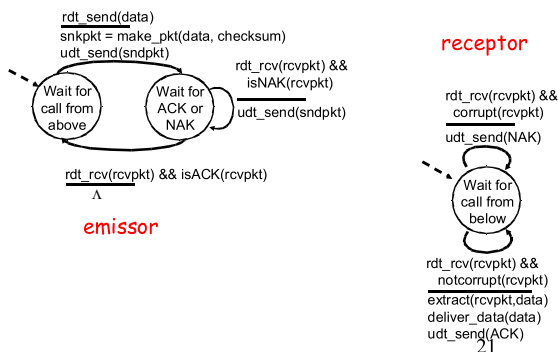 rdt_send(data)
snkpkt = make_pkt(data, checksum)
udt_send(sndpkt)
Wait for
call from
above
Wait for
ACK or
NAK
rdt_rcv(rcvpkt) &&
isNAK(rcvpkt)
udt_send(sndpkt)
rdt_rcv(rcvpkt) && isACK(rcvpkt)
Λ
emissor
receptor
rdt_rcv(rcvpkt) &&
corrupt(rcvpkt)
udt_send(NAK)
Wait for
call from
below
rdt_rcv(rcvpkt) &&
notcorrupt(rcvpkt)
extract(rcvpkt,data)
deliver_data(data)
udt_send(ACK)
21